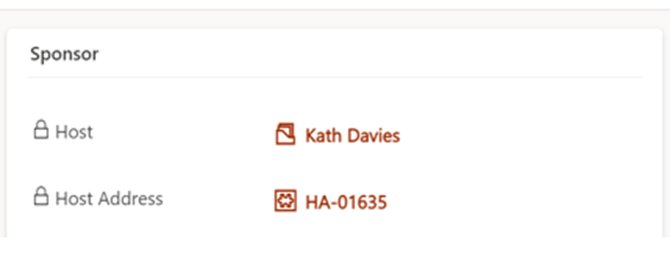 Sponsor
Host Kath Davies
Host Address HA-01635